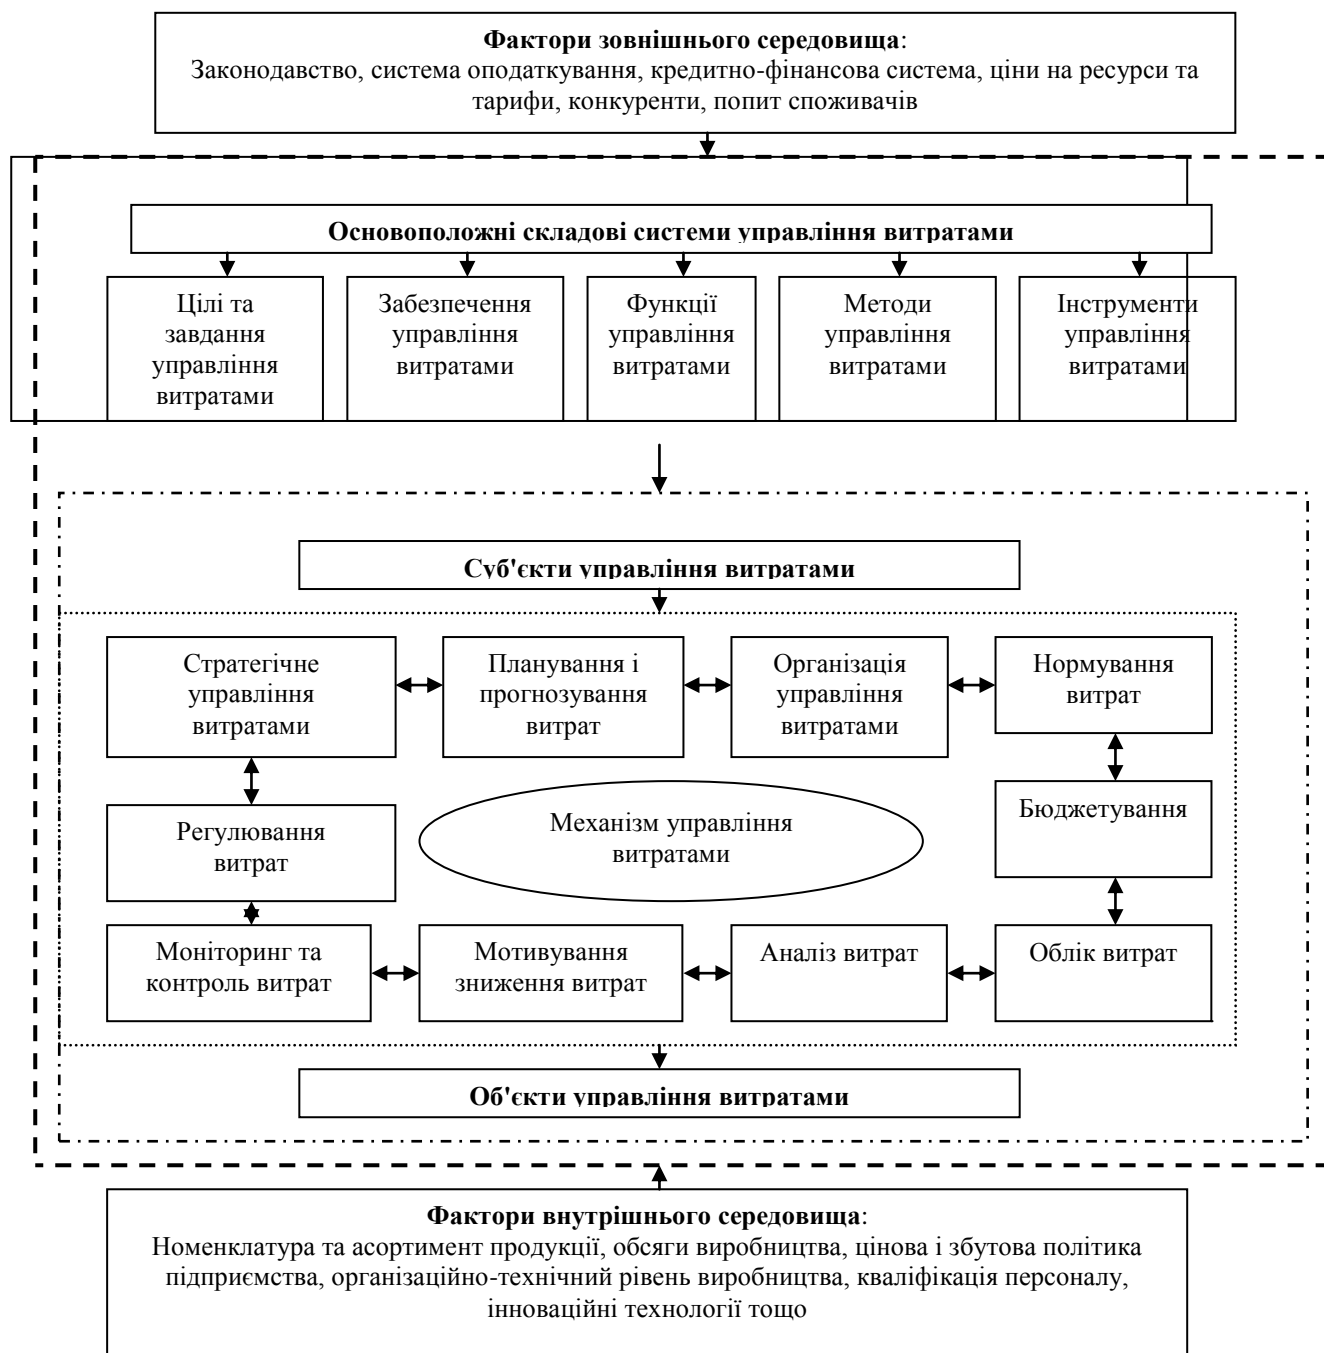 Фактори зовнішнього середовища:
Законодавство, система оподаткування, кредитно-фінансова система, ціни на ресурси та
тарифи, конкуренти, попит споживачів
Основоположні складові системи управління витратами
Цілі та
завдання
управління
витратами
Забезпечення
управління
витратами
Функції
управління
витратами
Методи
управління
витратами
Інструменти
управління
витратами
Суб'єкти управління витратами
Стратегічне
управління
витратами
Планування і
прогнозування
витрат
Організація
управління
витратами
Нормування
витрат
Регулювання
витрат
Механізм управління
витратами
Бюджетування
Моніторинг та
контроль витрат
Мотивування
зниження витрат
Аналіз витрат
Облік витрат
Об'єкти управління витратами
Фактори внутрішнього середовища:
Номенклатура та асортимент продукції, обсяги виробництва, цінова і збутова політика
підприємства, організаційно-технічний рівень виробництва, кваліфікація персоналу,
інноваційні технології тощо